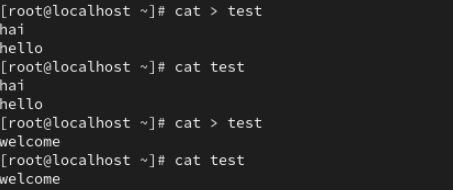 [root@localhost ~]# cat > test
hai
hello
[root@localhost ~]# cat test
hai
hello
[root@localhost ~]# cat > test
welcome
[root@localhost ~]# cat test
welcome